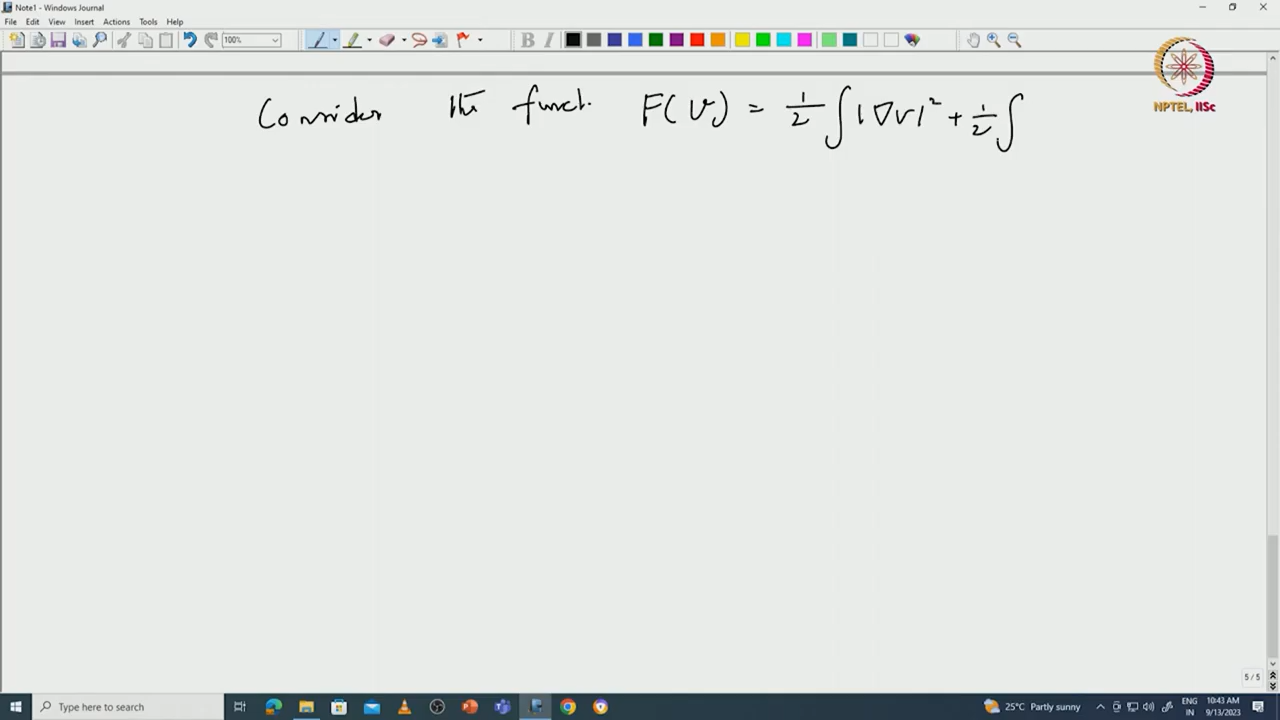 Note1 - Windows Journal
File Edit View Insert Actions Tools Help
100%
B I
NPTEL, IISc
Consider the funct. F(v) = 1/2 ∫|∇v|² + 1/2 ∫
5 / 5
Type here to search
25°C Partly sunny
ENG
IN
10:43 AM
9/13/2023